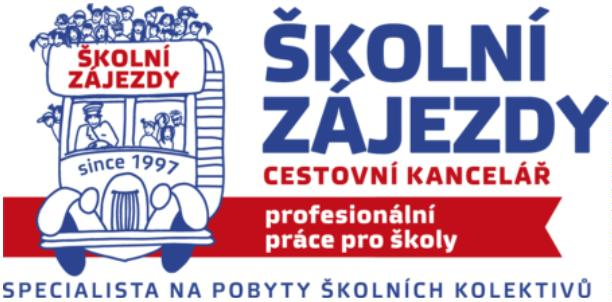 ŠKOLNÍ
ZÁJEZDY
since 1997
ŠKOLNÍ
ZÁJEZDY
CESTOVNÍ KANCELÁŘ
profesionální
práce pro školy
SPECIALISTA NA POBYTY ŠKOLNÍCH KOLEKTIVŮ